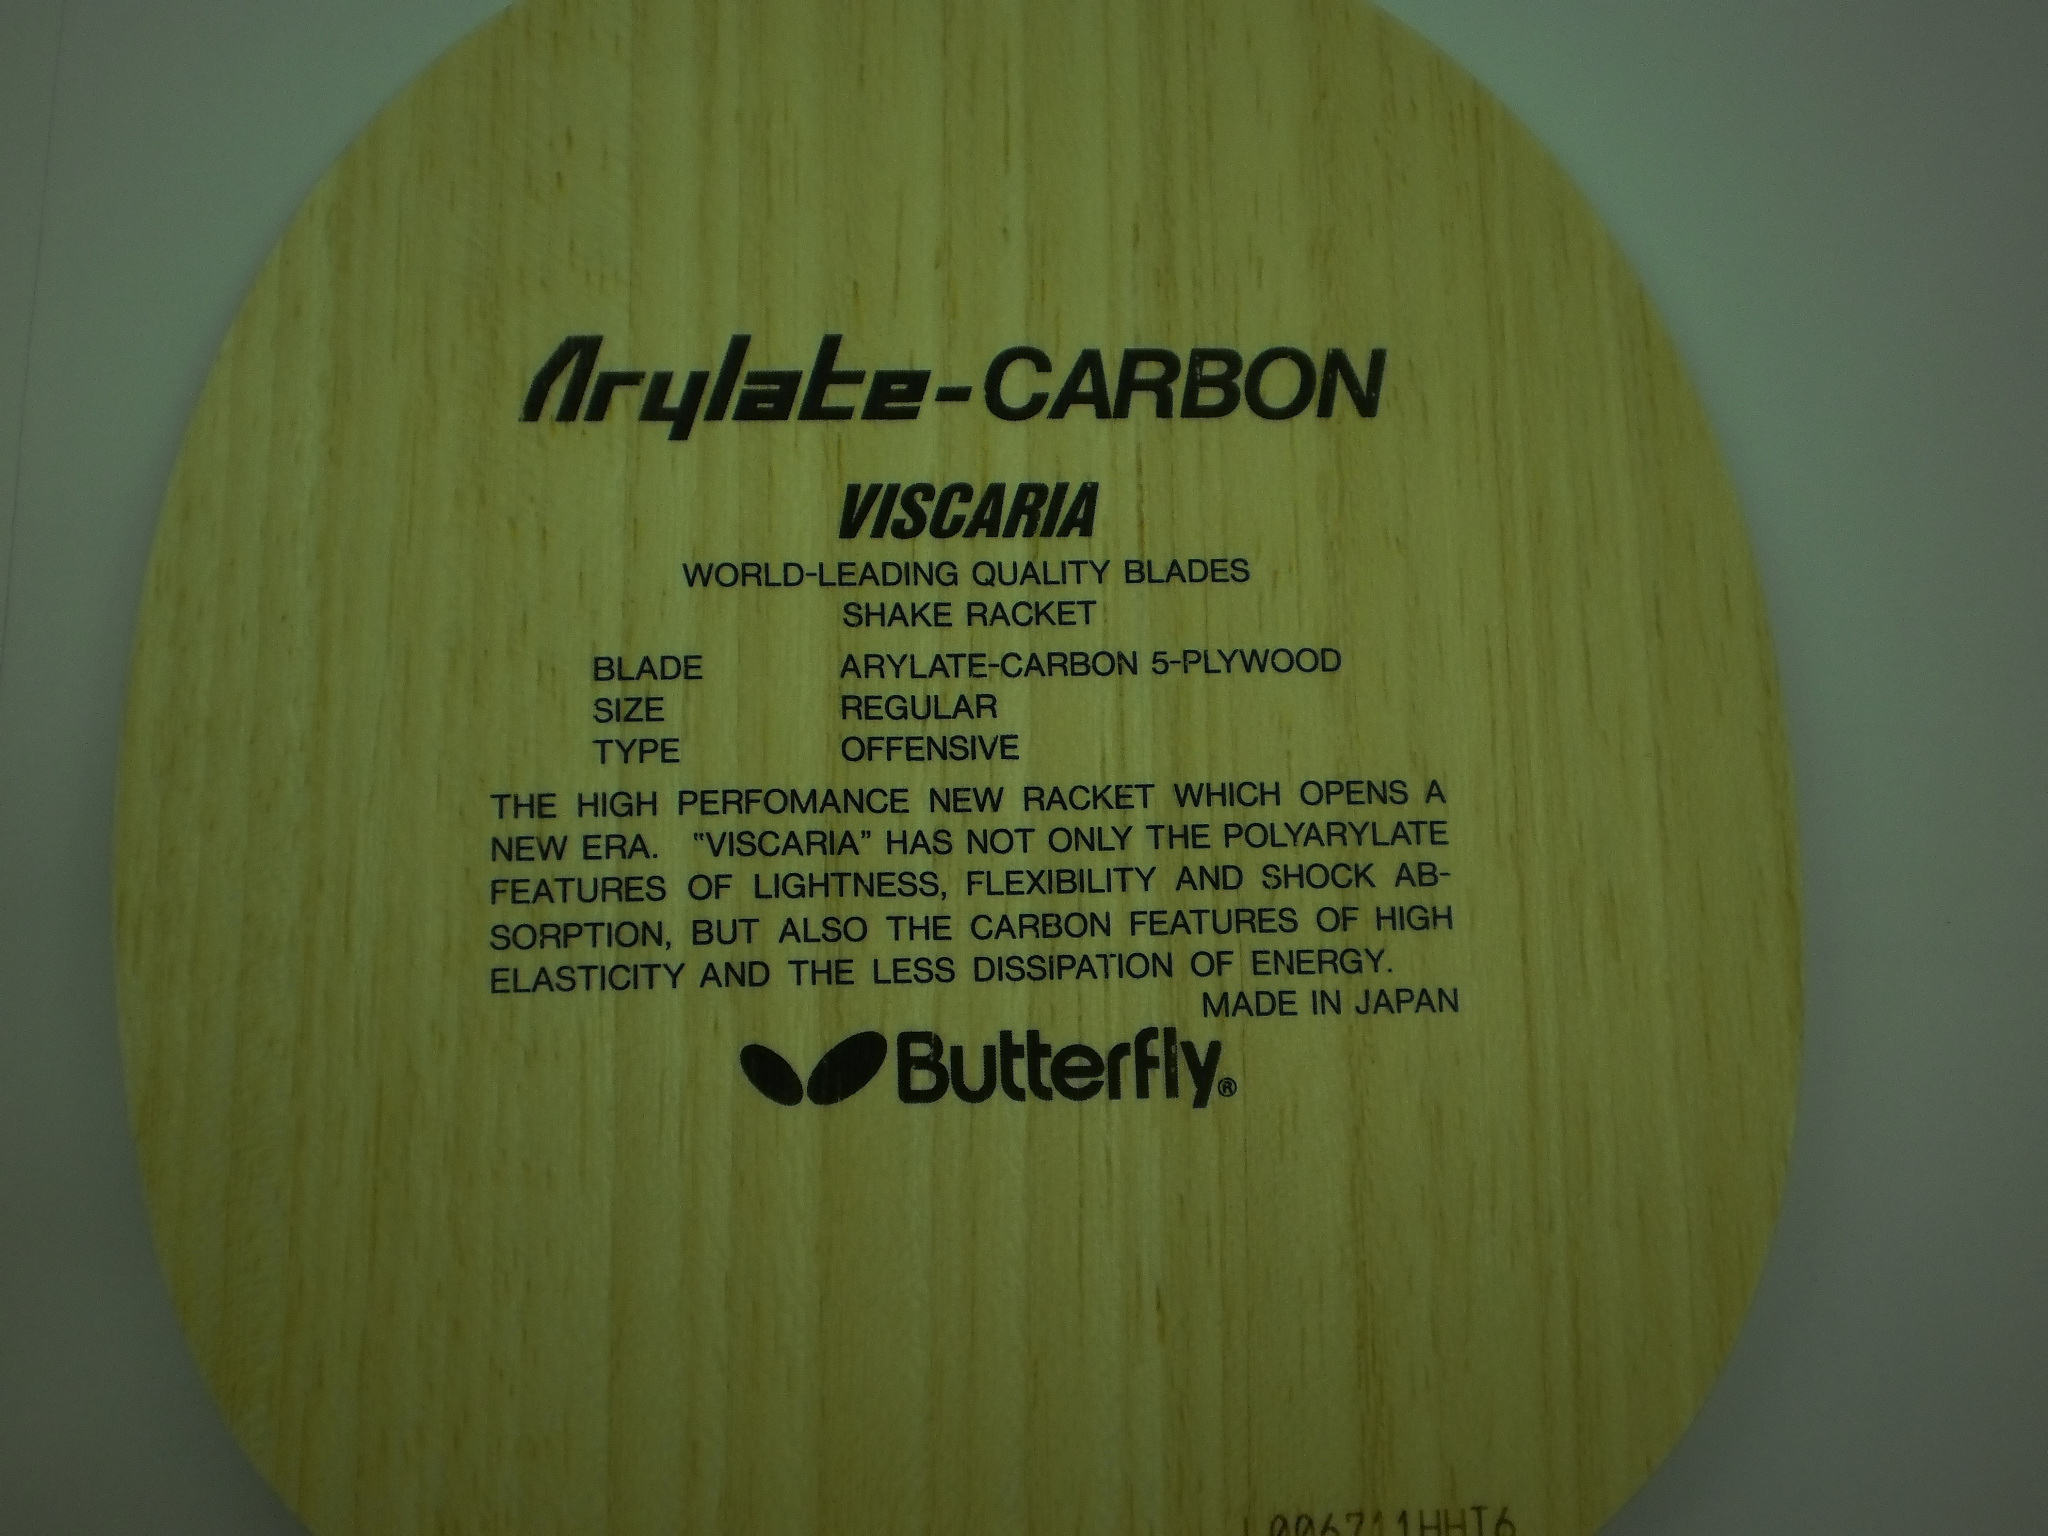 Arylate-CARBON
VISCARIA
WORLD-LEADING QUALITY BLADES
SHAKE RACKET
BLADE ARYLATE-CARBON 5-PLYWOOD
SIZE REGULAR
TYPE OFFENSIVE
THE HIGH PERFOMANCE NEW RACKET WHICH OPENS A
NEW ERA. "VISCARIA" HAS NOT ONLY THE POLYARYLATE
FEATURES OF LIGHTNESS, FLEXIBILITY AND SHOCK AB-
SORPTION, BUT ALSO THE CARBON FEATURES OF HIGH
ELASTICITY AND THE LESS DISSIPATION OF ENERGY.
MADE IN JAPAN
Butterfly®